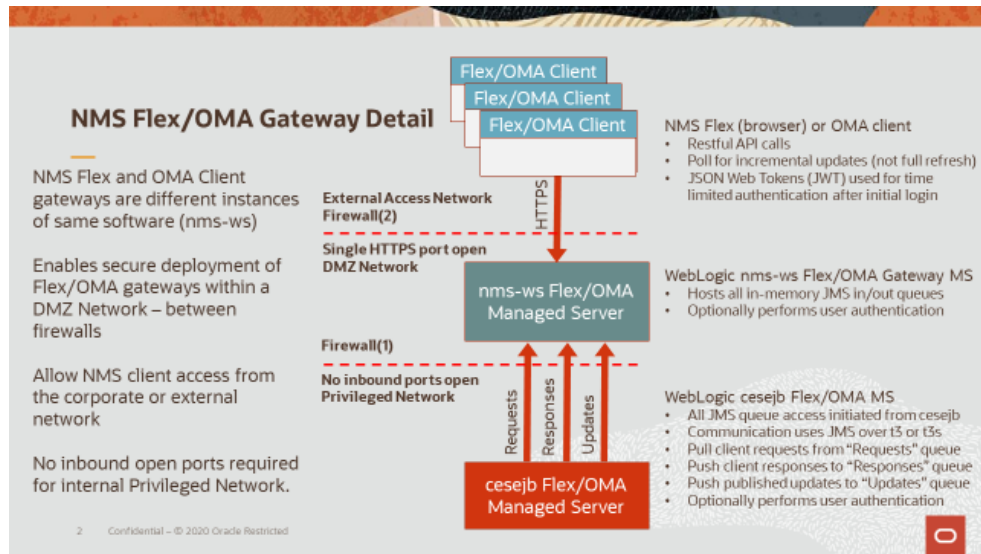 NMS Flex/OMA Gateway Detail
NMS Flex and OMA Client
gateways are different instances
of same software (nms-ws)
Enables secure deployment of
Flex/OMA gateways within a
DMZ Network – between
firewalls
Allow NMS client access from
the corporate or external
network
No inbound open ports required
for internal Privileged Network.
Flex/OMA Client
Flex/OMA Client
Flex/OMA Client
HTTPS
External Access Network
Firewall(2)
Single HTTPS port open
DMZ Network
nms-ws Flex/OMA
Managed Server
Firewall(1)
No inbound ports open
Privileged Network
Requests
Responses
Updates
cesejb Flex/OMA
Managed Server
NMS Flex (browser) or OMA client
• Restful API calls
• Poll for incremental updates (not full refresh)
• JSON Web Tokens (JWT) used for time
limited authentication after initial login
WebLogic nms-ws Flex/OMA Gateway MS
• Hosts all in-memory JMS in/out queues
• Optionally performs user authentication
WebLogic cesejb Flex/OMA MS
• All JMS queue access initiated from cesejb
• Communication uses JMS over t3 or t3s
• Pull client requests from “Requests” queue
• Push client responses to “Responses” queue
• Push published updates to “Updates” queue
• Optionally performs user authentication
2 Confidential – © 2020 Oracle Restricted